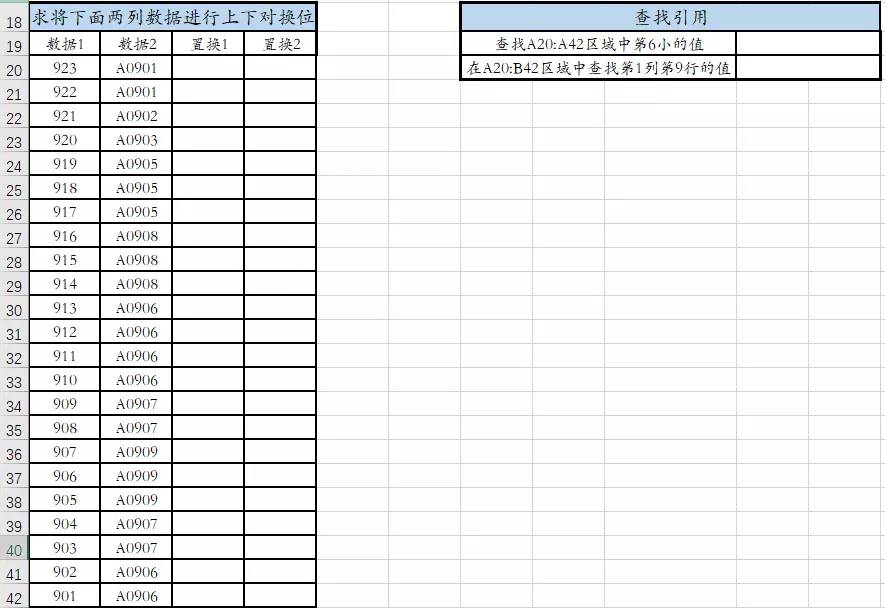 18 求将下面两列数据进行上下对换位 查找引用
19 数据1 数据2 置换1 置换2 查找A20:A42区域中第6小的值
20 923 A0901 在A20:B42区域中查找第1列第9行的值
21 922 A0901
22 921 A0902
23 920 A0903
24 919 A0905
25 918 A0905
26 917 A0905
27 916 A0908
28 915 A0908
29 914 A0908
30 913 A0906
31 912 A0906
32 911 A0906
33 910 A0906
34 909 A0907
35 908 A0907
36 907 A0909
37 906 A0909
38 905 A0909
39 904 A0907
40 903 A0907
41 902 A0906
42 901 A0906